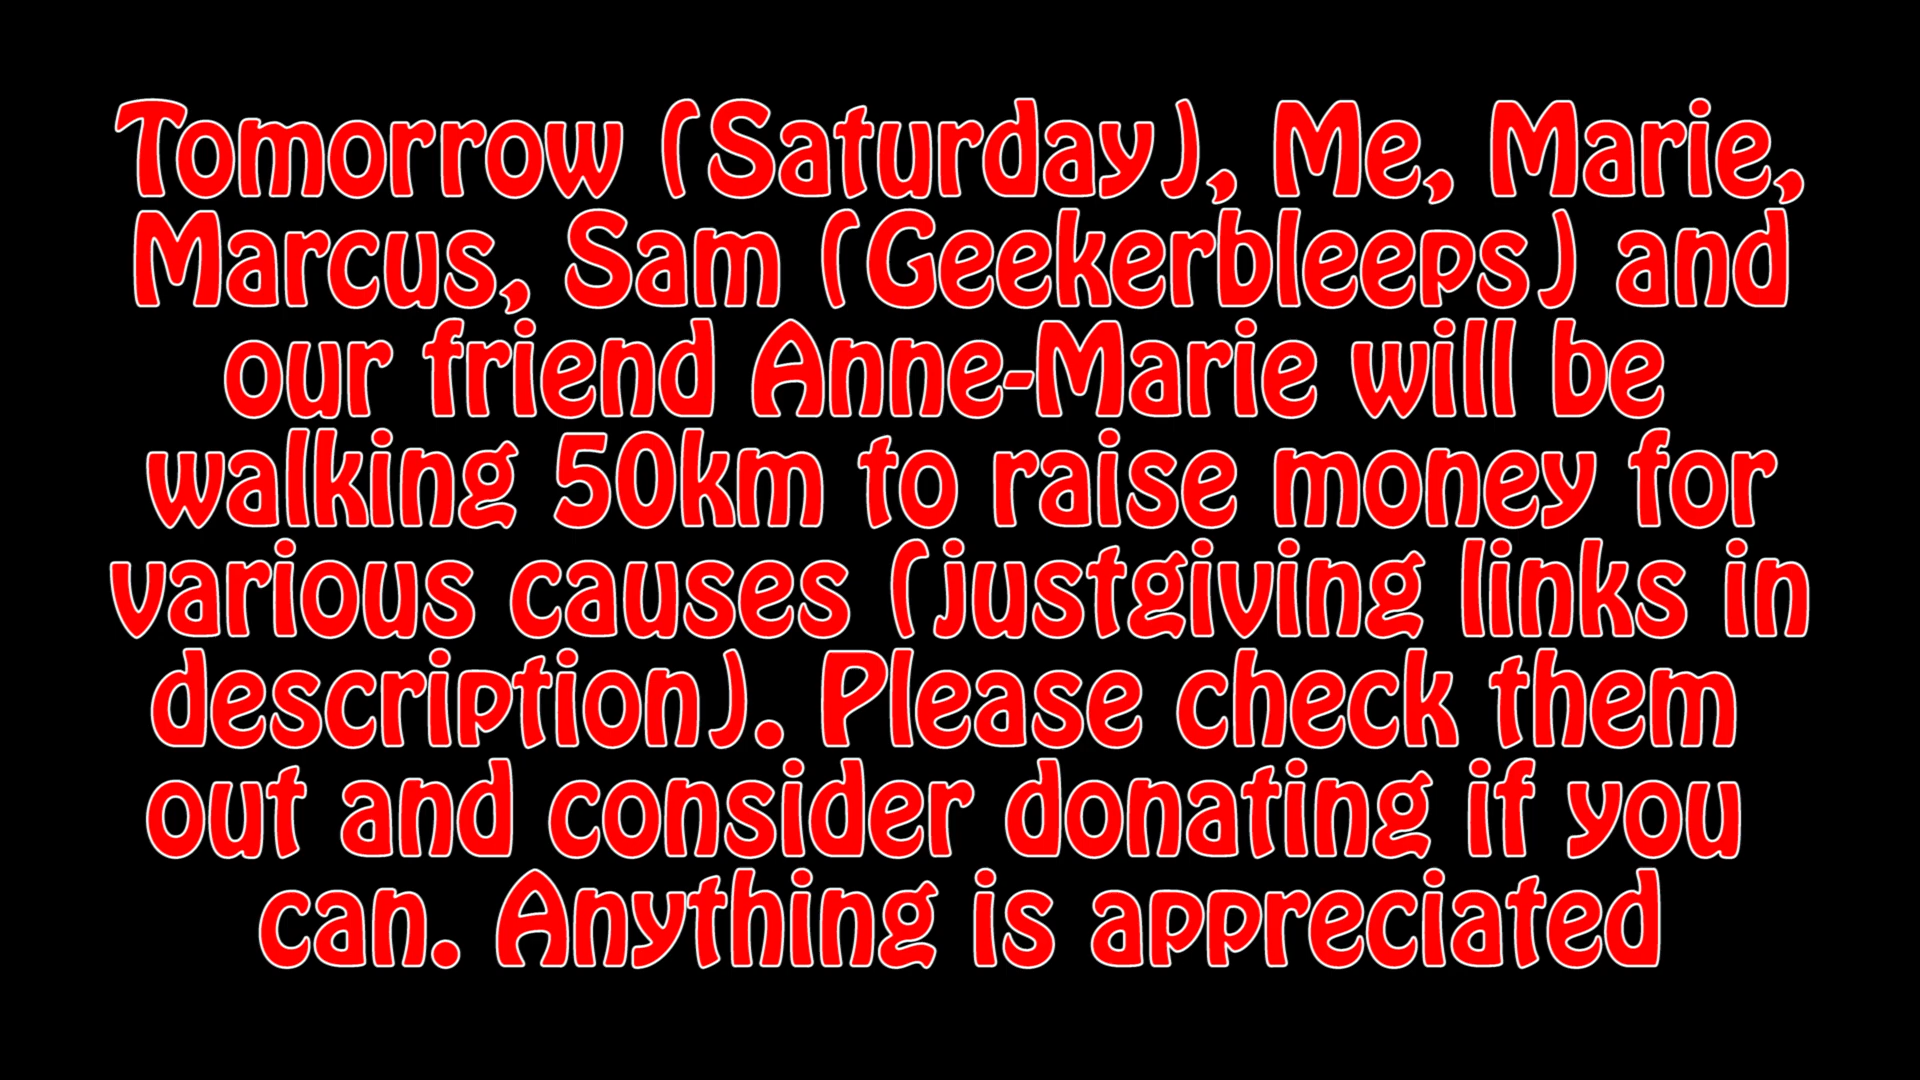 Tomorrow (Saturday), Me, Marie,
Marcus, Sam (Geekerbleeps) and
our friend Anne-Marie will be
walking 50km to raise money for
various causes (justgiving links in
description). Please check them
out and consider donating if you
can. Anything is appreciated